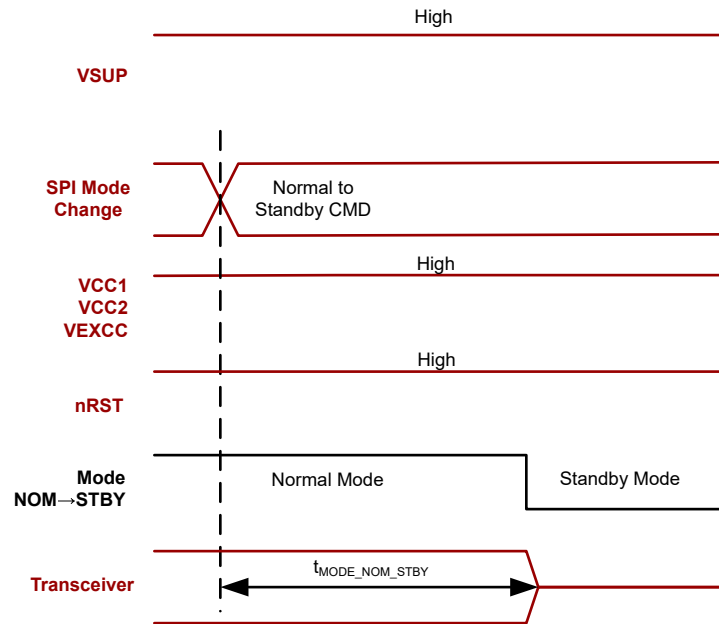 High
VSUP
SPI Mode
Change
Normal to
Standby CMD
High
VCC1
VCC2
VEXCC
High
nRST
Mode
NOM→STBY
Normal Mode
Standby Mode
Transceiver
tMODE_NOM_STBY